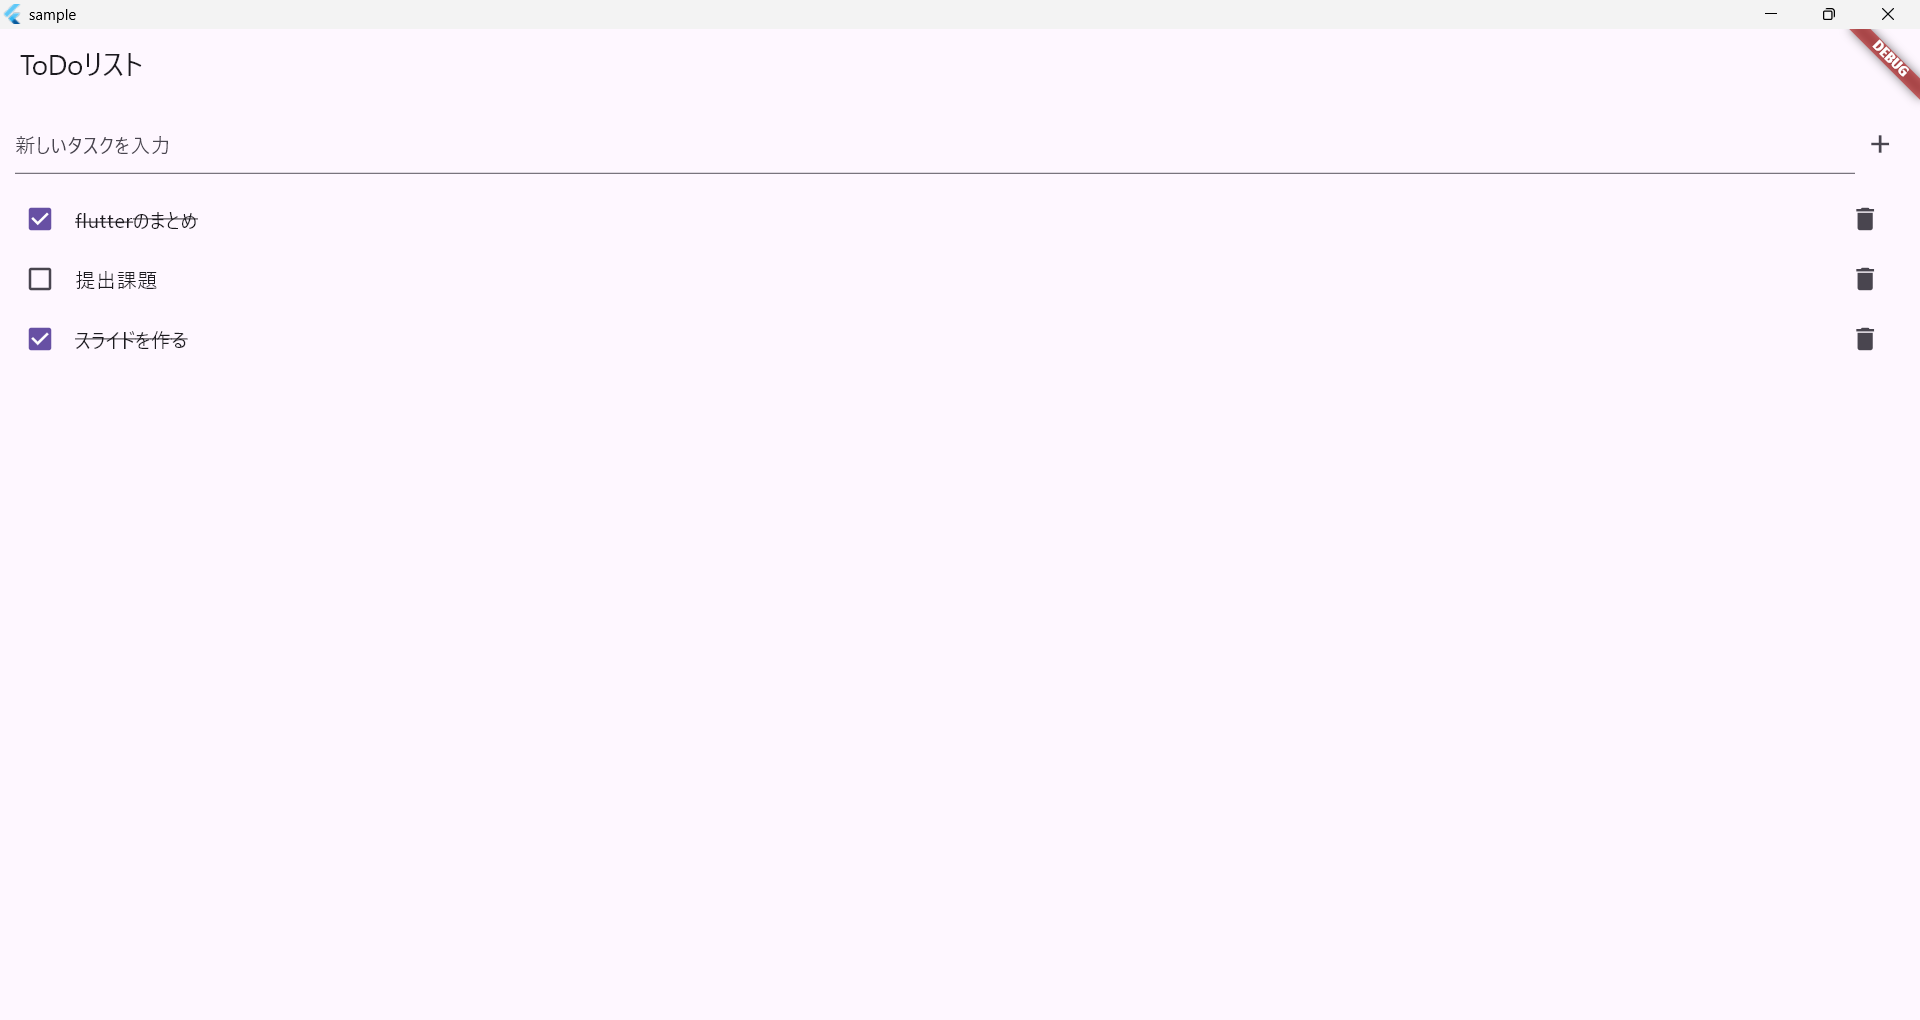 sample
DEBUG
ToDoリスト
新しいタスクを入力
flutterのまとめ
提出課題
スライドを作る